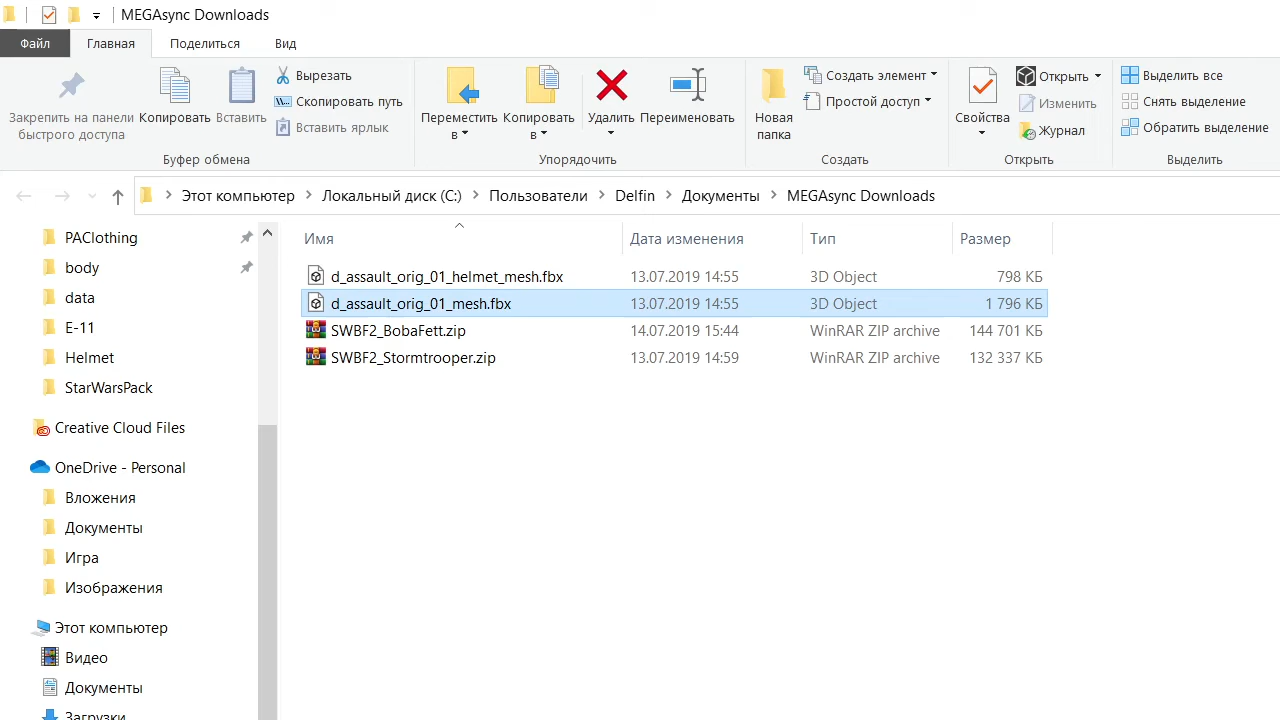 MEGAsync Downloads
Файл Главная Поделиться Вид
Закрепить на панели быстрого доступа
Копировать
Вставить
Вырезать
Скопировать путь
Вставить ярлык
Буфер обмена
Переместить в
Копировать в
Удалить
Переименовать
Упорядочить
Новая папка
Создать элемент
Простой доступ
Создать
Свойства
Открыть
Изменить
Журнал
Открыть
Выделить все
Снять выделение
Обратить выделение
Выделить
Этот компьютер Локальный диск (C:) Пользователи Delfin Документы MEGAsync Downloads
PAClothing
body
data
E-11
Helmet
StarWarsPack
Creative Cloud Files
OneDrive - Personal
Вложения
Документы
Игра
Изображения
Этот компьютер
Видео
Документы
Загрузки
Имя Дата изменения Тип Размер
d_assault_orig_01_helmet_mesh.fbx 13.07.2019 14:55 3D Object 798 КБ
d_assault_orig_01_mesh.fbx 13.07.2019 14:55 3D Object 1 796 КБ
SWBF2_BobaFett.zip 14.07.2019 15:44 WinRAR ZIP archive 144 701 КБ
SWBF2_Stormtrooper.zip 13.07.2019 14:59 WinRAR ZIP archive 132 337 КБ